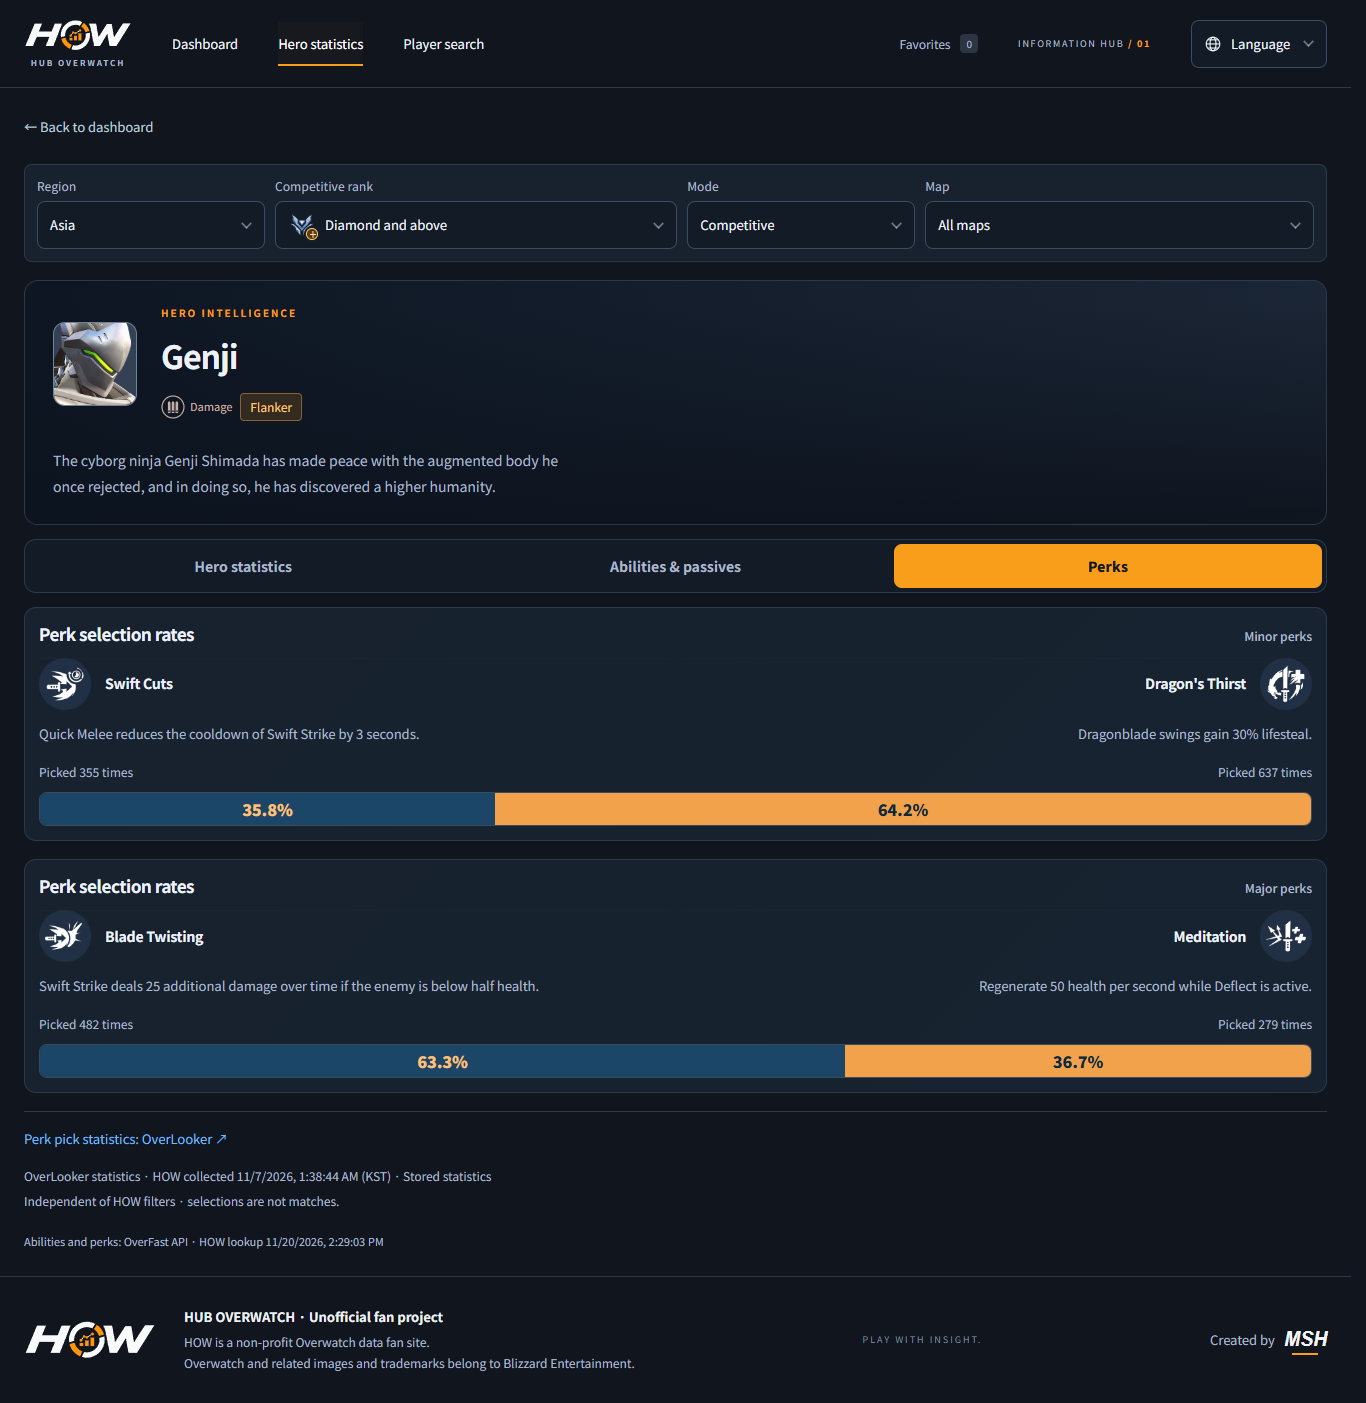 HOW
HUB OVERWATCH
Dashboard
Hero statistics
Player search
Favorites 0
INFORMATION HUB / 01
Language
← Back to dashboard
Region
Competitive rank
Mode
Map
Asia
Diamond and above
Competitive
All maps
HERO INTELLIGENCE
Genji
Damage
Flanker
The cyborg ninja Genji Shimada has made peace with the augmented body he
once rejected, and in doing so, he has discovered a higher humanity.
Hero statistics
Abilities & passives
Perks
Perk selection rates
Minor perks
Swift Cuts
Dragon's Thirst
Quick Melee reduces the cooldown of Swift Strike by 3 seconds.
Dragonblade swings gain 30% lifesteal.
Picked 355 times
Picked 637 times
35.8%
64.2%
Perk selection rates
Major perks
Blade Twisting
Meditation
Swift Strike deals 25 additional damage over time if the enemy is below half health.
Regenerate 50 health per second while Deflect is active.
Picked 482 times
Picked 279 times
63.3%
36.7%
Perk pick statistics: OverLooker ↗
OverLooker statistics · HOW collected 11/7/2026, 1:38:44 AM (KST) · Stored statistics
Independent of HOW filters · selections are not matches.
Abilities and perks: OverFast API · HOW lookup 11/20/2026, 2:29:03 PM
HOW
HUB OVERWATCH · Unofficial fan project
HOW is a non-profit Overwatch data fan site.
Overwatch and related images and trademarks belong to Blizzard Entertainment.
PLAY WITH INSIGHT.
Created by MSH